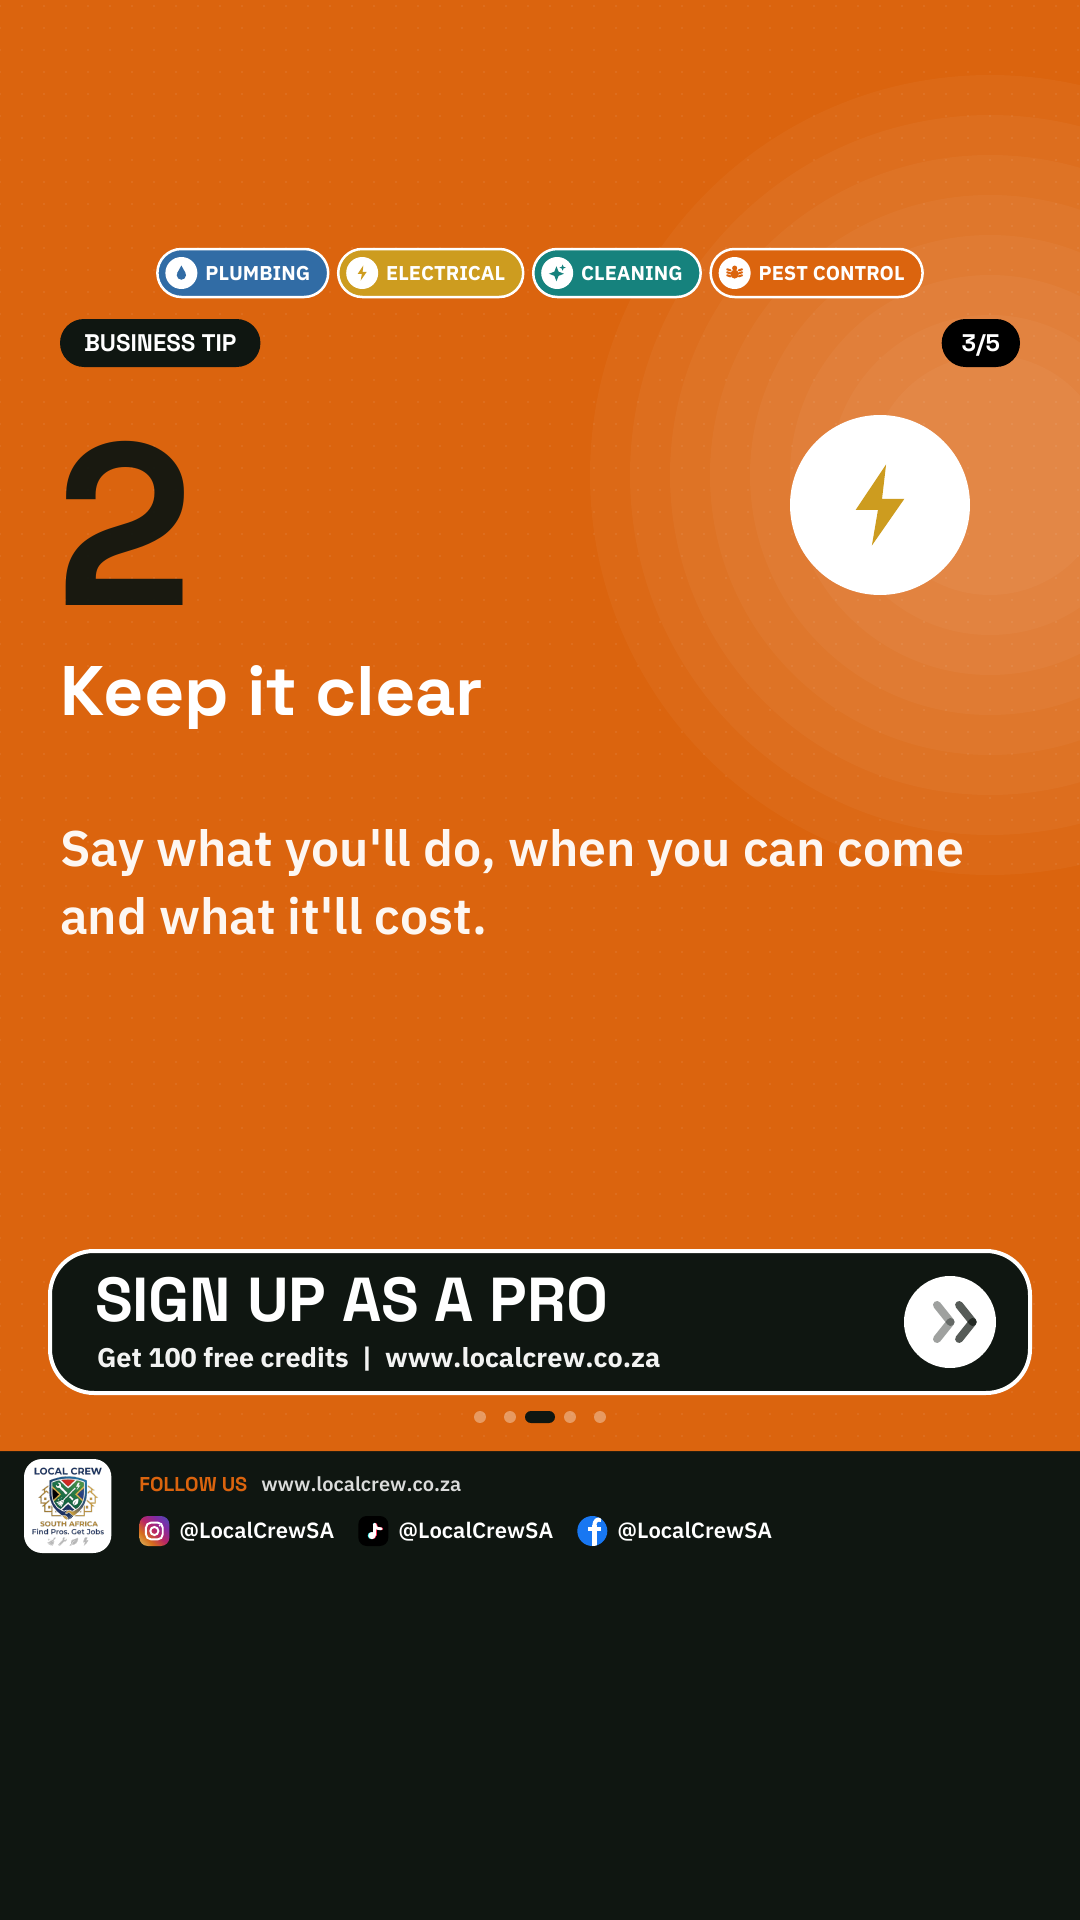 PLUMBING ELECTRICAL CLEANING PEST CONTROL
BUSINESS TIP 3/5
2
Keep it clear
Say what you'll do, when you can come
and what it'll cost.
SIGN UP AS A PRO
Get 100 free credits | www.localcrew.co.za
LOCAL CREW
SOUTH AFRICA
Find Pros. Get Jobs
FOLLOW US www.localcrew.co.za
@LocalCrewSA @LocalCrewSA @LocalCrewSA